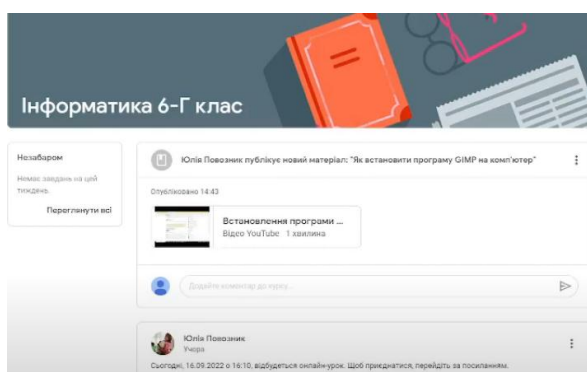 Інформатика 6-Г клас
Незабаром
Немає завдань на цей
тиждень.
Переглянути всі
Юлія Повозник публікує новий матеріал: "Як встановити програму GIMP на комп'ютер"
Опубліковано 14:43
Встановлення програми ...
Відео YouTube 1 хвилина
Додайте коментар до курсу...
Юлія Повозник
Учора
Сьогодні, 16.09.2022 о 16:10, відбудеться онлайн-урок. Щоб приєднатися, перейдіть за посиланням.